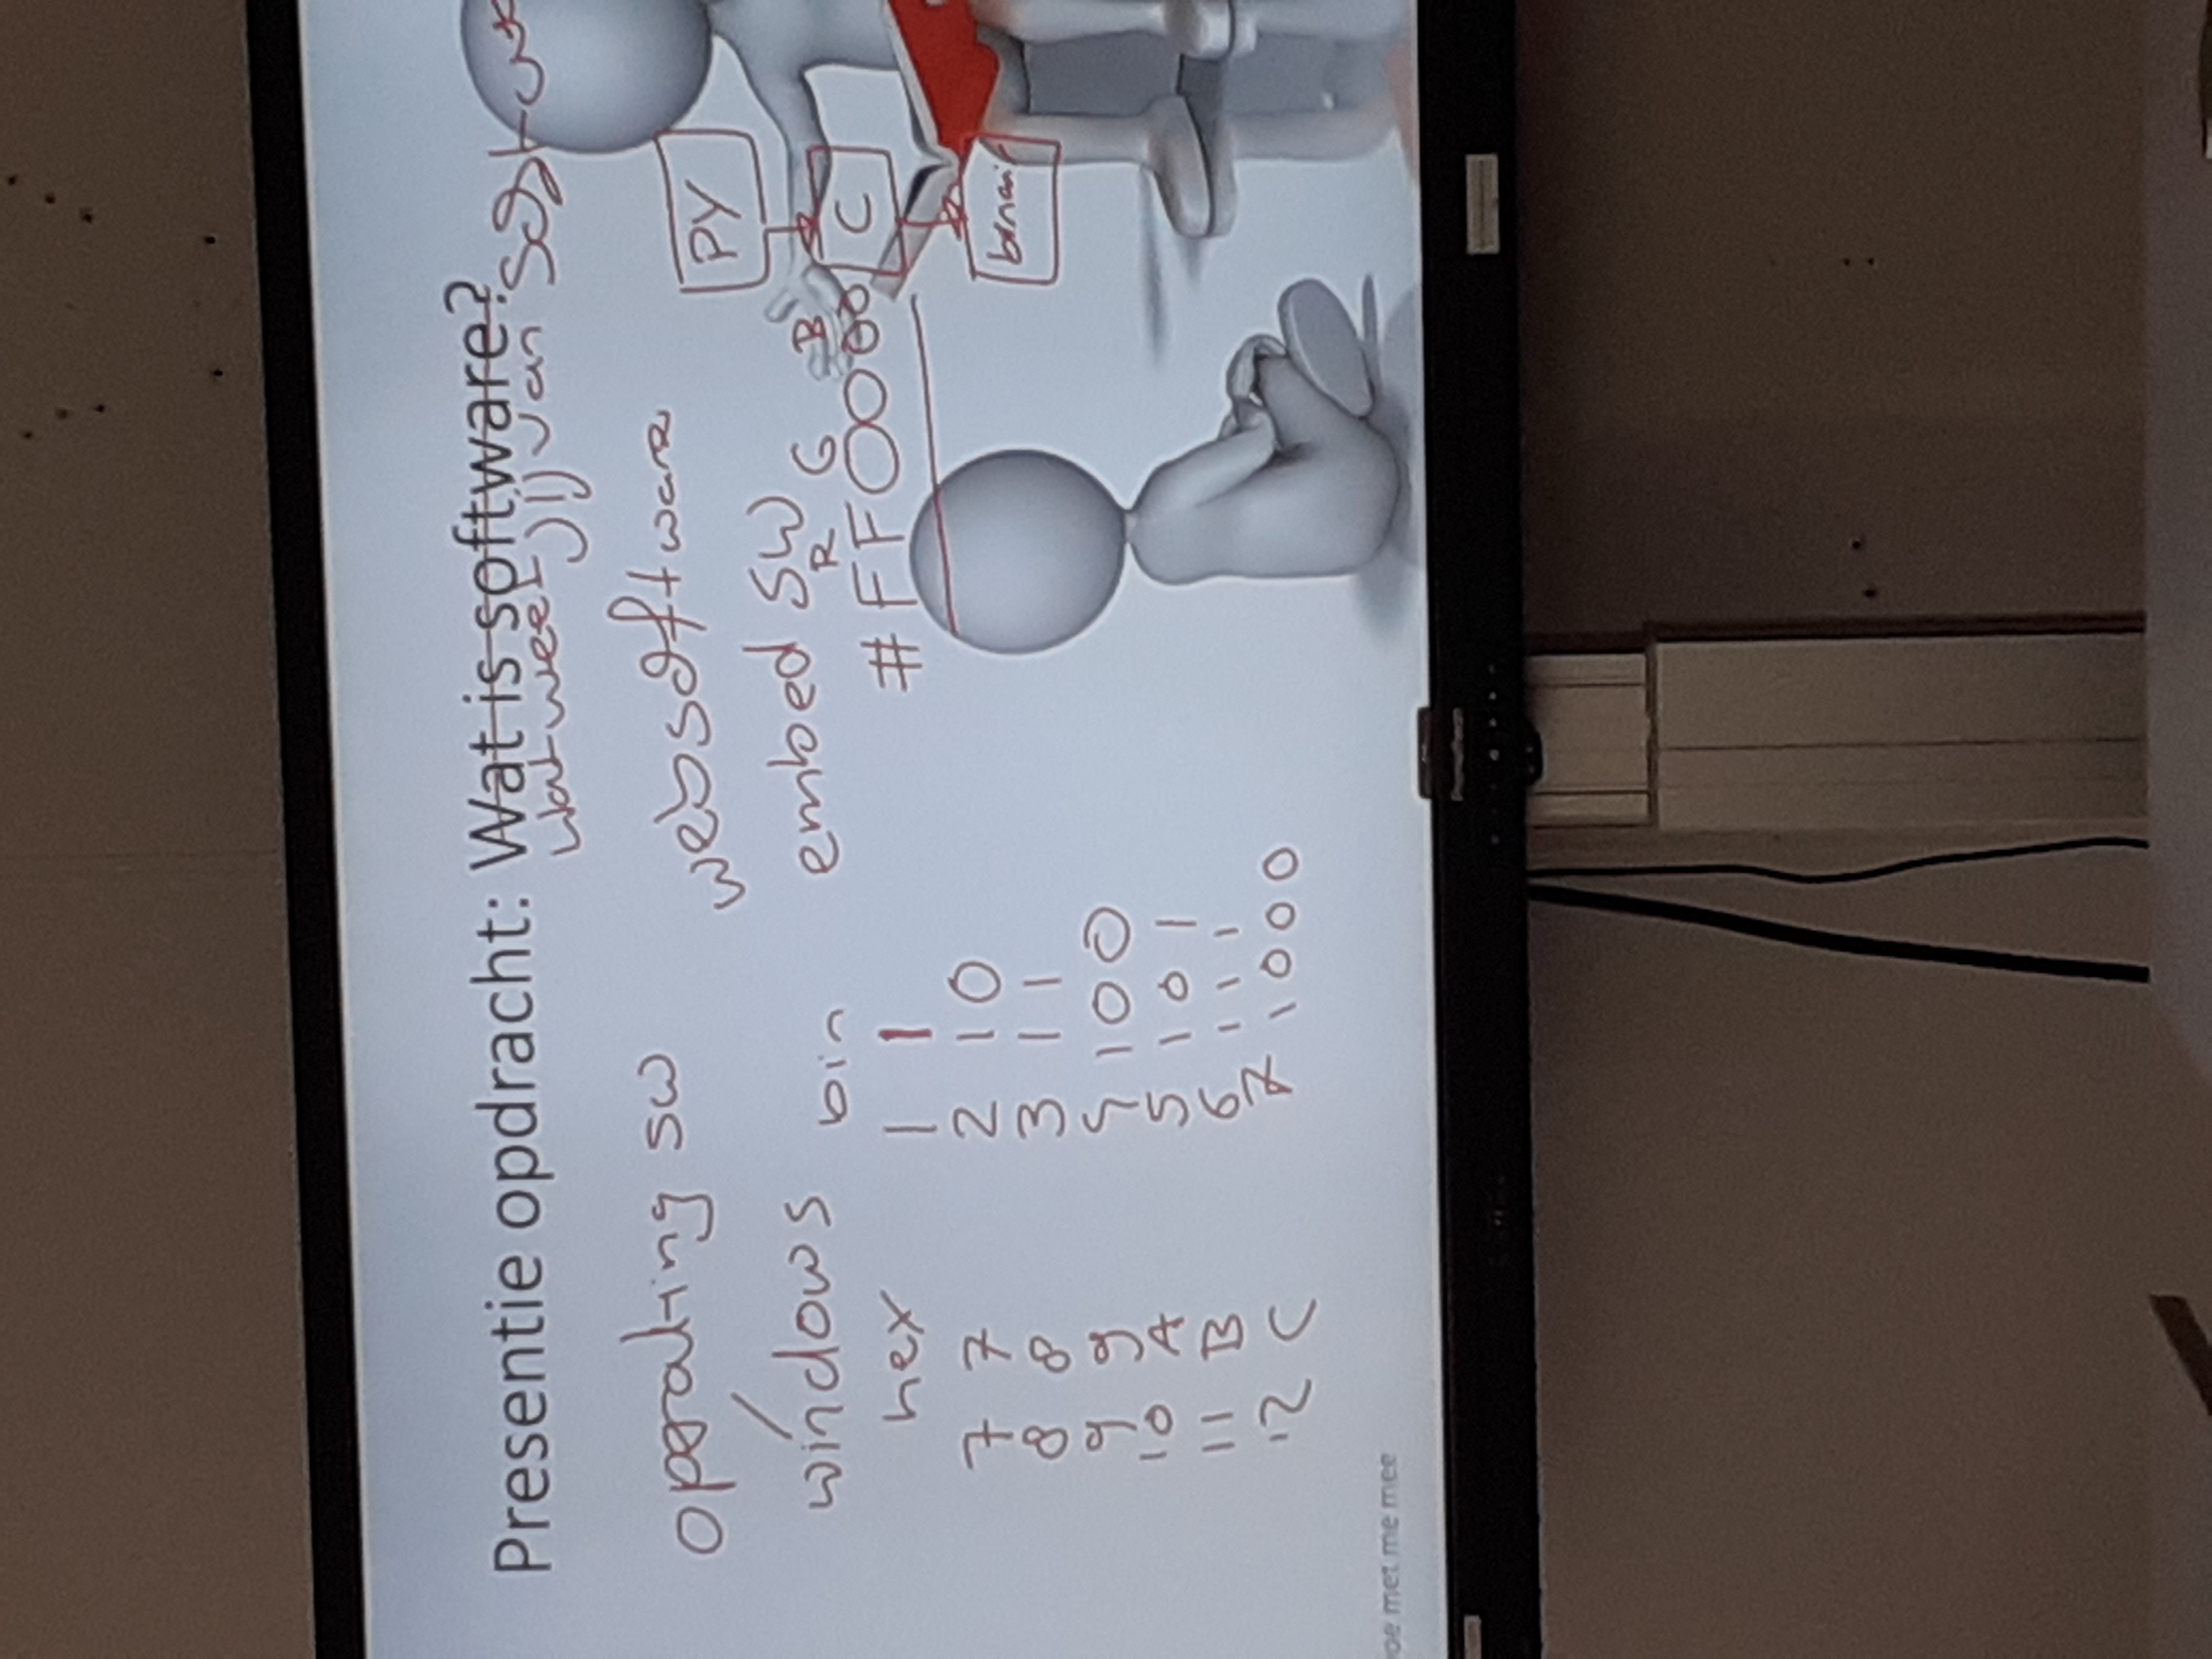 Presentie opdracht: Wat is software?
wat weet jij van
operating sw
websoftware
windows
embed sw
PY
R G B
#FF0000
C
binair
hex
7 7
8 8
9 9
10 A
11 B
12 C
bin
1 1
2 10
3 11
4 100
5 101
6 111
7 1000
oe met me mee